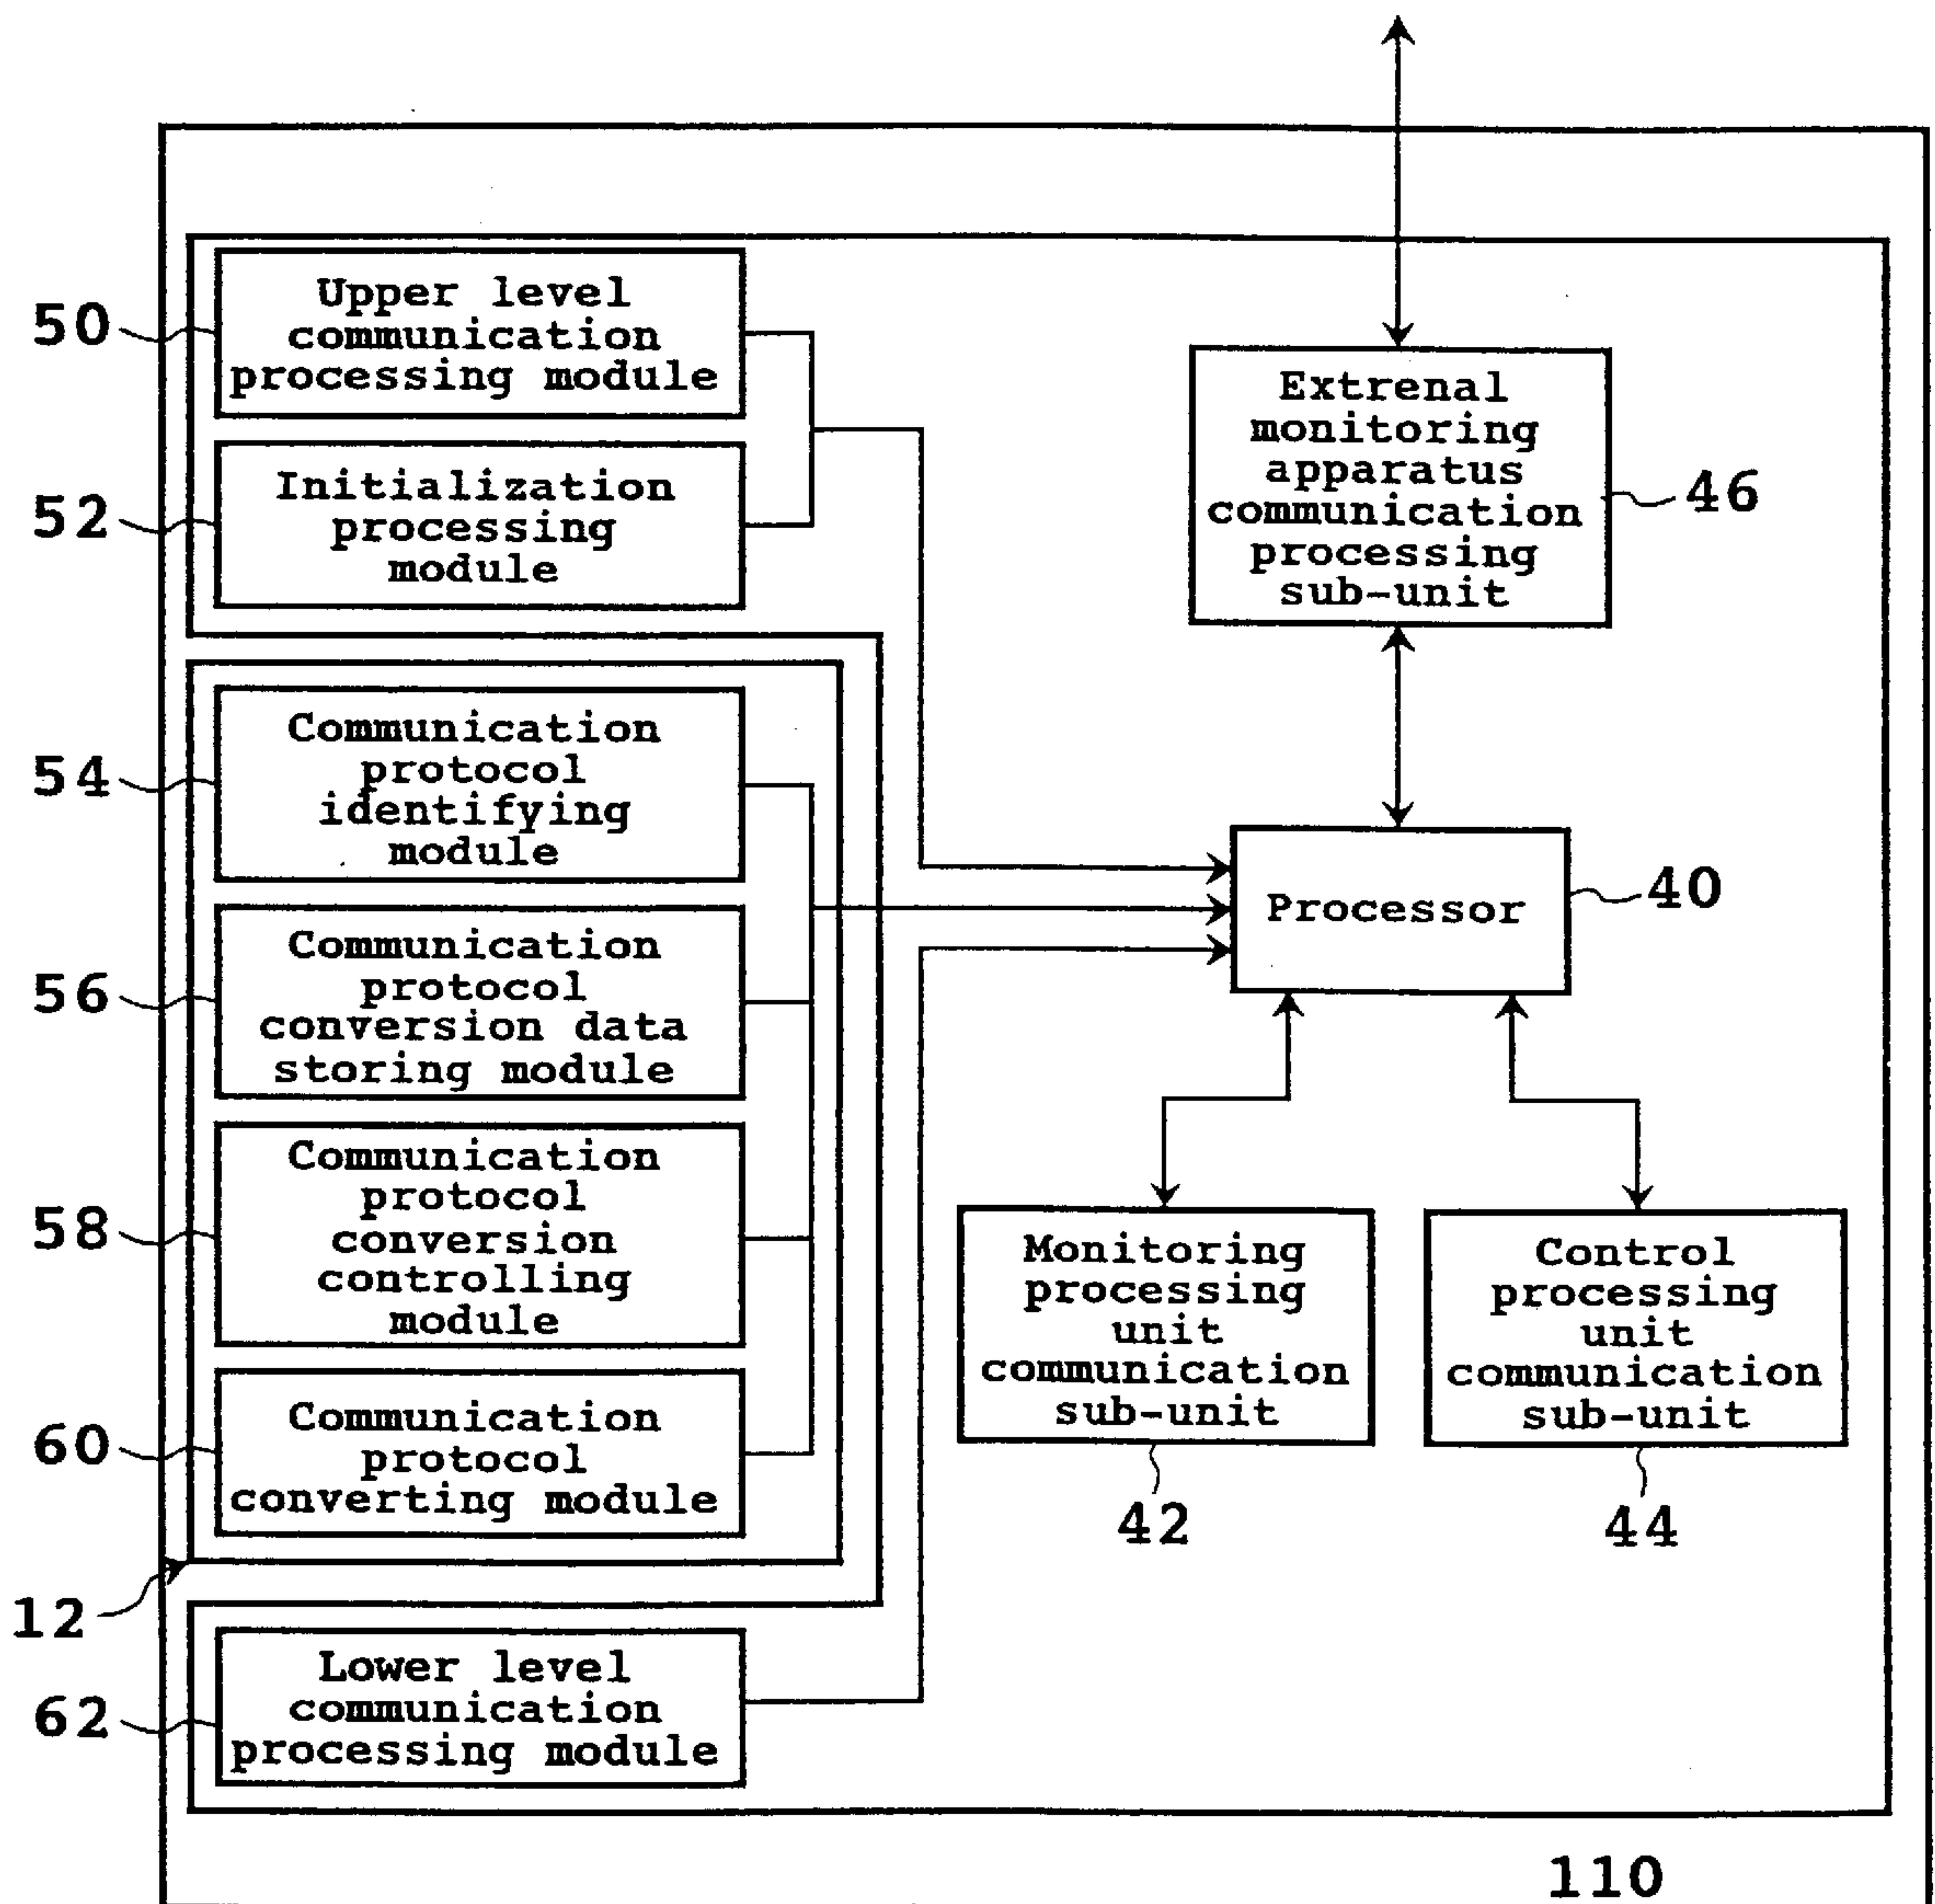 50
Upper level
communication
processing module
52
Initialization
processing
module
54
Communication
protocol
identifying
module
56
Communication
protocol
conversion data
storing module
58
Communication
protocol
conversion
controlling
module
60
Communication
protocol
converting module
12
62
Lower level
communication
processing module
Extrenal
monitoring
apparatus
communication
processing
sub-unit
46
Processor
40
Monitoring
processing
unit
communication
sub-unit
42
Control
processing
unit
communication
sub-unit
44
110